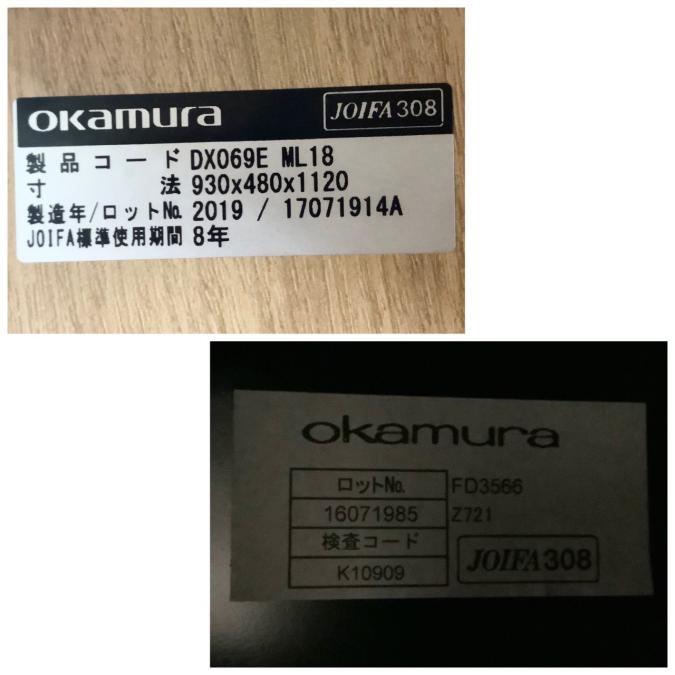 okamura JOIFA308
製品コード DX069E ML18
寸法 930x480x1120
製造年/ロットNo. 2019 / 17071914A
JOIFA標準使用期間 8年
okamura
ロットNo. FD3566
16071985 Z721
検査コード JOIFA308
K10909